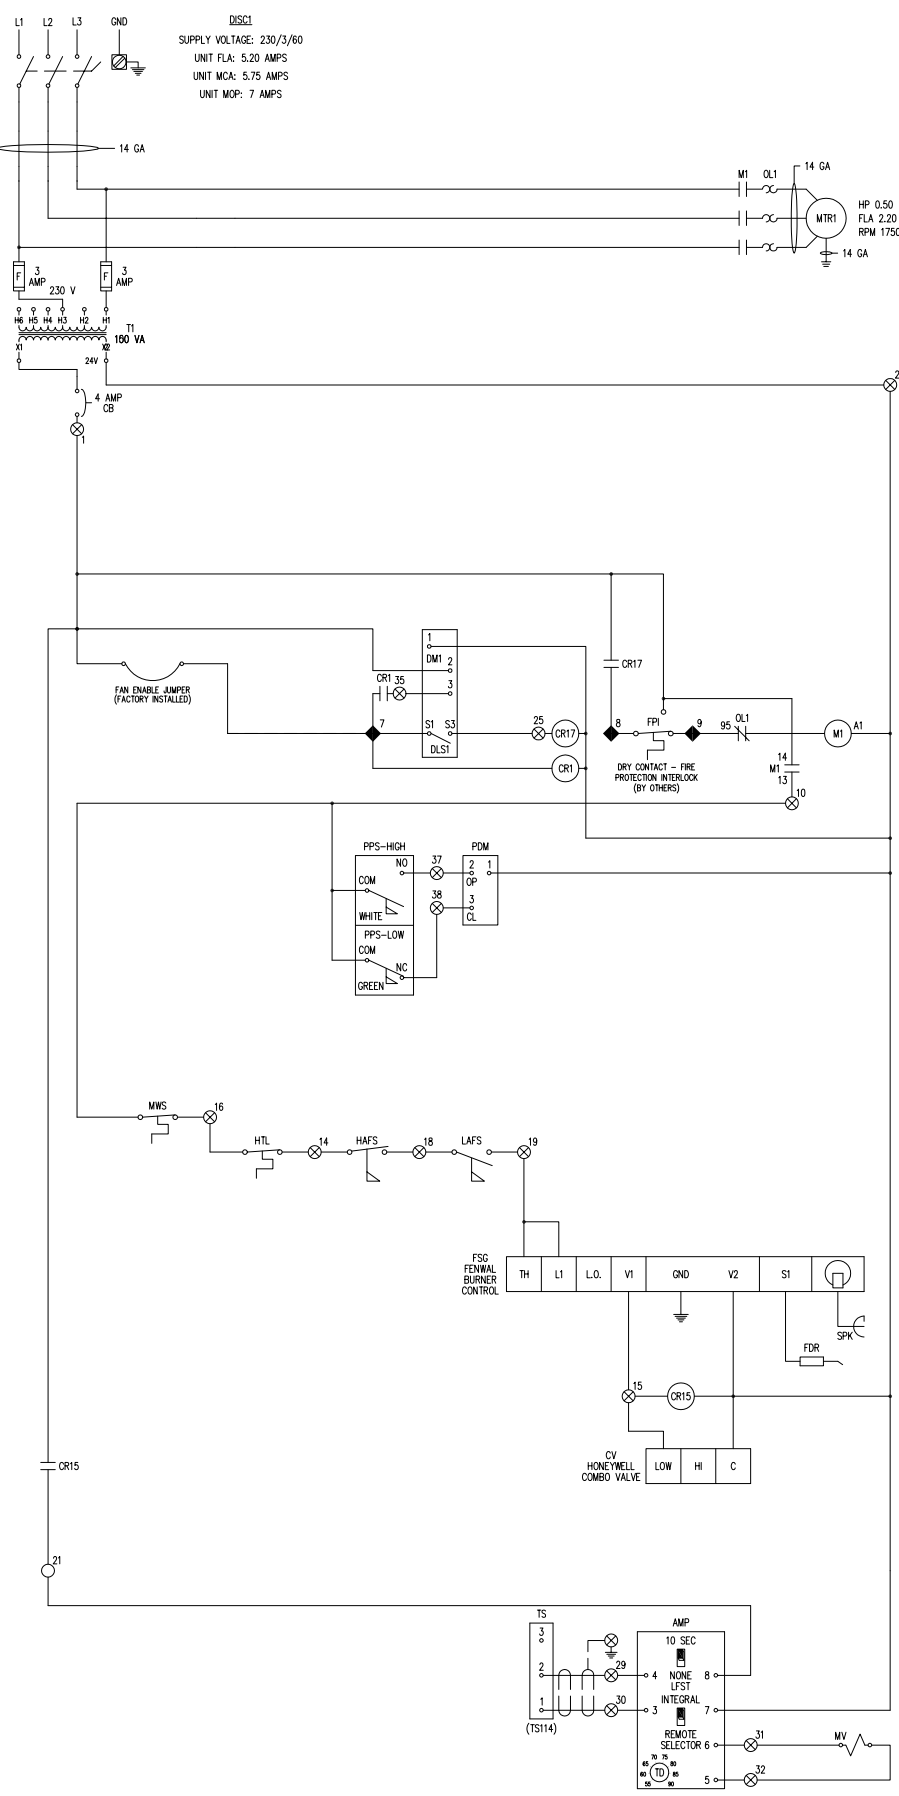 L1 L2 L3 GND
DISC1
SUPPLY VOLTAGE: 230/3/60
UNIT FLA: 5.20 AMPS
UNIT MCA: 5.75 AMPS
UNIT MOP: 7 AMPS
14 GA
14 GA
M1 OL1
MTR1
HP 0.50
FLA 2.20
RPM 1750
14 GA
F 3 AMP
F 3 AMP
230 V
H6 H5 H4 H3 H2 H1
T1
X1 X2
24V
2
4 AMP
CB
1
FAN ENABLE JUMPER
(FACTORY INSTALLED)
1
DM1
2
3
CR1 35
7
S1 S3
DLS1
25
CR17
CR1
CR17
8 FPI 9
95 OL1
M1 A1
DRY CONTACT - FIRE
PROTECTION INTERLOCK
(BY OTHERS)
14
M1
13
10
PPS-HIGH
NO
COM
WHITE
PPS-LOW
COM
NC
GREEN
37
38
PDM
2 1
OP
3
CL
MWS
16
HTL
14
HAFS
18
LAFS
19
FSG
FENWAL
BURNER
CONTROL
TH L1 L.O. V1 GND V2 S1
SPK
FDR
15
CR15
CV
HONEYWELL
COMBO VALVE
LOW HI C
CR15
21
TS
3
2
1
(TS114)
29
30
AMP
10 SEC
4 NONE 8
LFST
INTEGRAL
3 7
REMOTE
SELECTOR 6
5
55 60 65 70 75 80 85 90
TD
31
32
MV